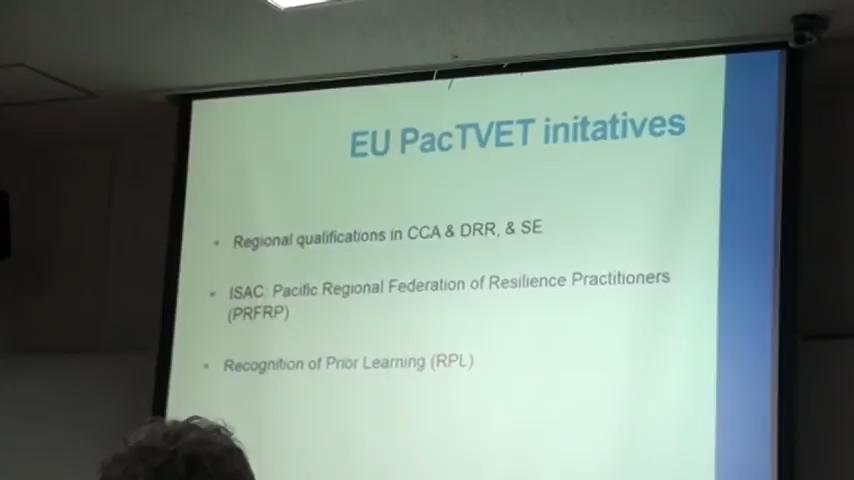 EU PacTVET initatives
• Regional qualifications in CCA & DRR, & SE
• ISAC: Pacific Regional Federation of Resilience Practitioners
(PRFRP)
• Recognition of Prior Learning (RPL)